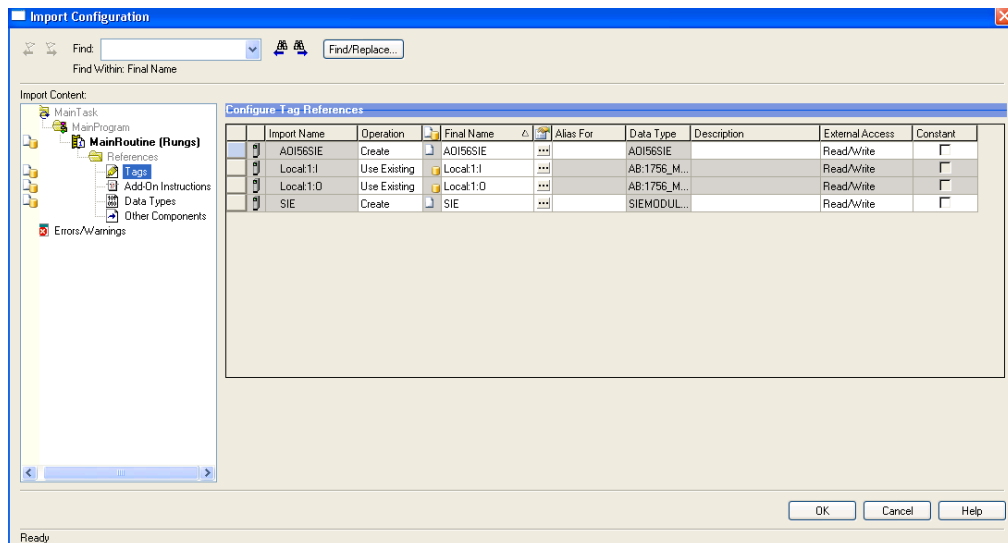 Import Configuration
Find: Find/Replace...
Find Within: Final Name
Import Content:
MainTask
MainProgram
MainRoutine (Rungs)
References
Tags
Add-On Instructions
Data Types
Other Components
Errors/Warnings
Configure Tag References
Import Name Operation Final Name Alias For Data Type Description External Access Constant
AOI56SIE Create AOI56SIE ... AOI56SIE Read/Write
Local:1:I Use Existing Local:1:I ... AB:1756_M... Read/Write
Local:1:O Use Existing Local:1:O ... AB:1756_M... Read/Write
SIE Create SIE ... SIEMODUL... Read/Write
OK Cancel Help
Ready